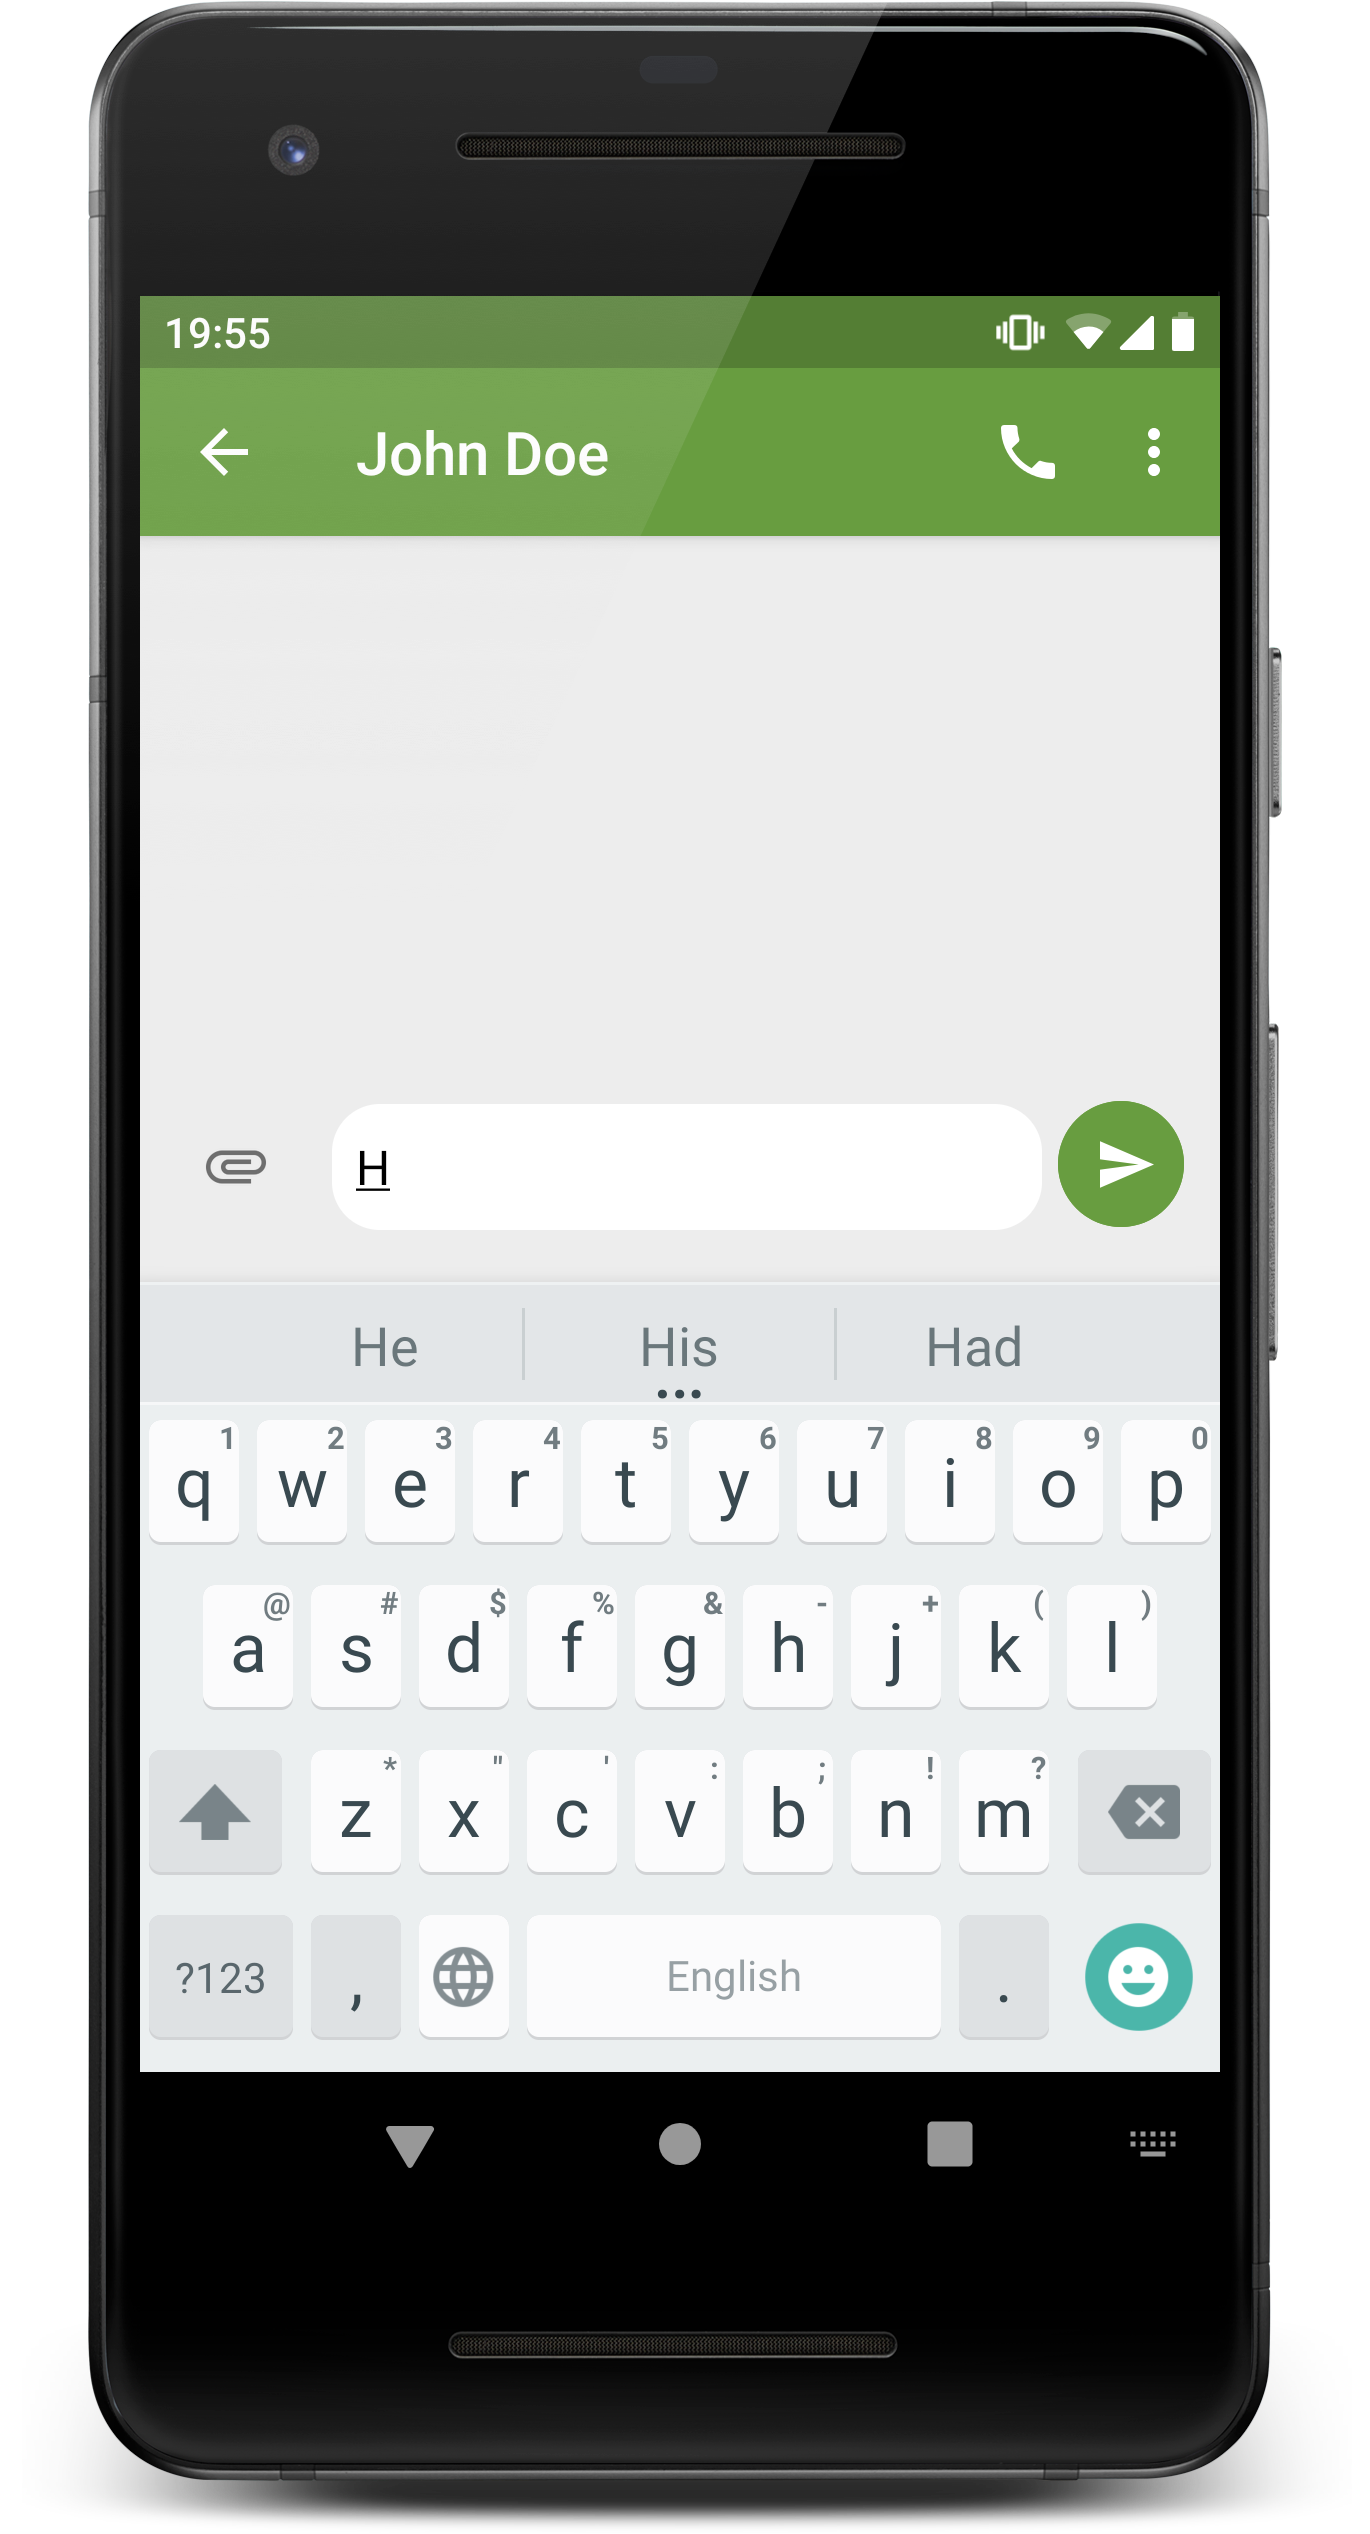 19:55
John Doe
H
He His Had
1 2 3 4 5 6 7 8 9 0
q w e r t y u i o p
@ # $ % & - + ( )
a s d f g h j k l
* " ' : ; ! ?
z x c v b n m
?123 , English .